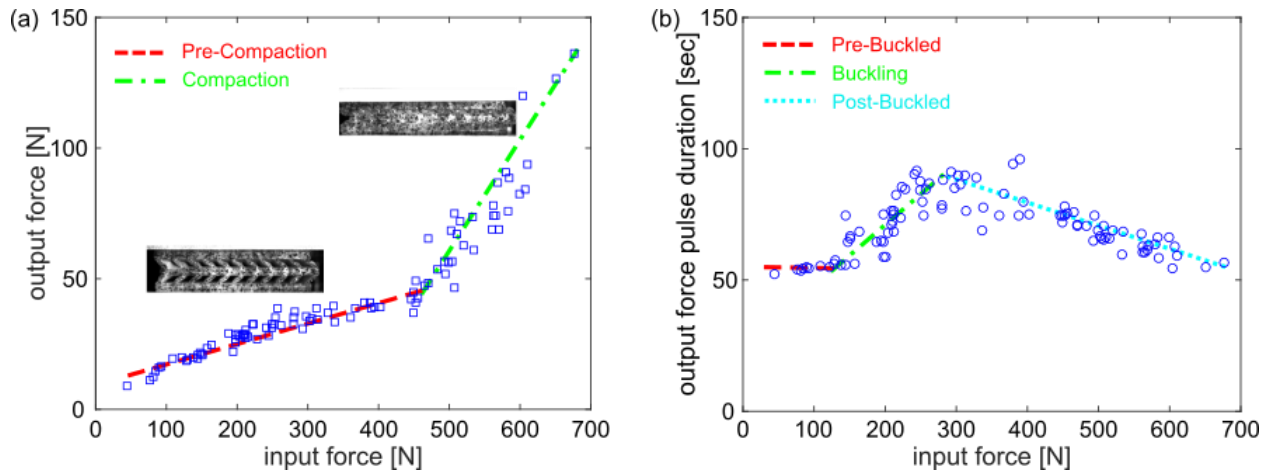 (a)
150
100
50
0
output force [N]
Pre-Compaction
Compaction
0 100 200 300 400 500 600 700
input force [N]
(b)
150
100
50
0
output force pulse duration [sec]
Pre-Buckled
Buckling
Post-Buckled
0 100 200 300 400 500 600 700
input force [N]